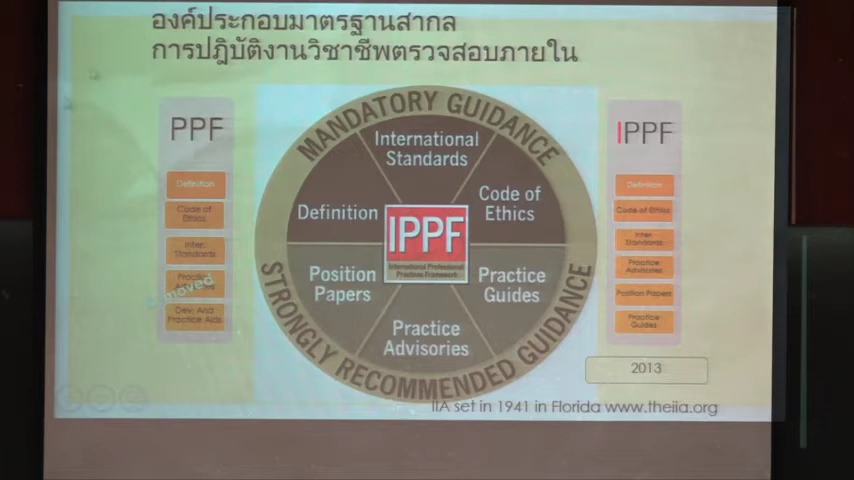 องค์ประกอบมาตรฐานสากล
การปฎิบัติงานวิชาชีพตรวจสอบภายใน
PPF
Definition
Code of
Ethics
Inter:
Standards
Practice
moved
Dev: And
Practice Aids
MANDATORY GUIDANCE
International
Standards
Definition
Code of
Ethics
IPPF
International Professional
Practices Framework
Position
Papers
Practice
Guides
Practice
Advisories
STRONGLY RECOMMENDED GUIDANCE
IPPF
Definition
Code of Ethics
Inter:
Standards
Practice
Advisories
Position Papers
Practice
Guides
2013
IIA set in 1941 in Florida www.theiia.org